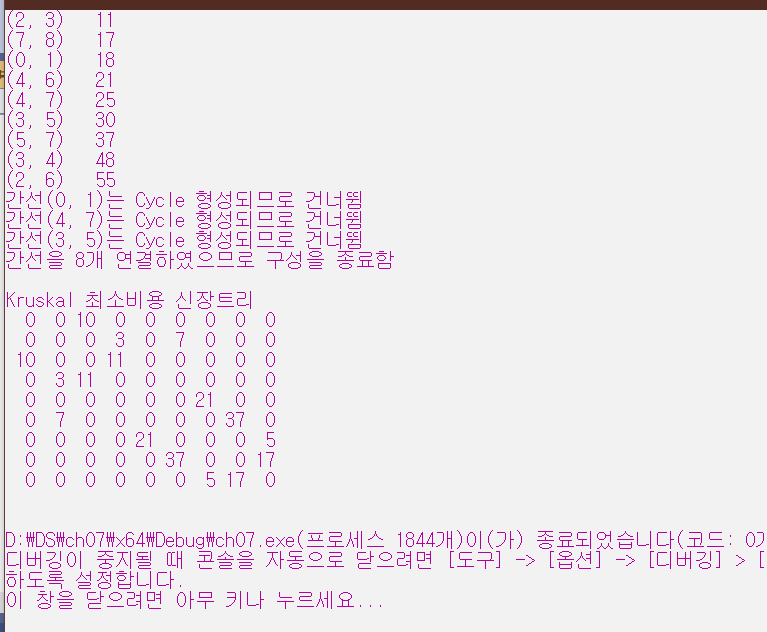 (2, 3) 11
(7, 8) 17
(0, 1) 18
(4, 6) 21
(4, 7) 25
(3, 5) 30
(5, 7) 37
(3, 4) 48
(2, 6) 55
간선(0, 1)는 Cycle 형성되므로 건너뜀
간선(4, 7)는 Cycle 형성되므로 건너뜀
간선(3, 5)는 Cycle 형성되므로 건너뜀
간선을 8개 연결하였으므로 구성을 종료함
Kruskal 최소비용 신장트리
0 0 10 0 0 0 0 0 0
0 0 0 3 0 7 0 0 0
10 0 0 11 0 0 0 0 0
0 3 11 0 0 0 0 0 0
0 0 0 0 0 0 21 0 0
0 7 0 0 0 0 0 37 0
0 0 0 0 21 0 0 0 5
0 0 0 0 0 37 0 0 17
0 0 0 0 0 0 5 17 0
D:\DS\ch07\x64\Debug\ch07.exe(프로세스 1844개)이(가) 종료되었습니다(코드: 0개
디버깅이 중지될 때 콘솔을 자동으로 닫으려면 [도구] -> [옵션] -> [디버깅] > [
하도록 설정합니다.
이 창을 닫으려면 아무 키나 누르세요...